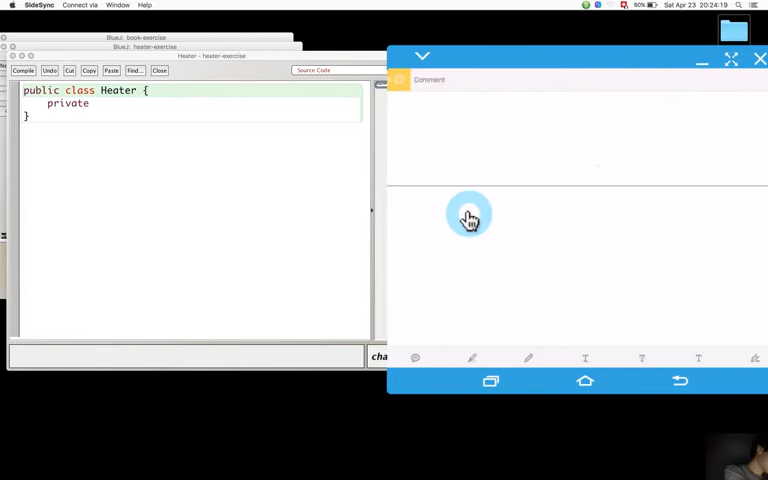 SideSync Connect via Window Help
60% Sat Apr 23 20:24:19
BlueJ: book-exercise
BlueJ: heater-exercise
Heater - heater-exercise
Compile Undo Cut Copy Paste Find... Close Source Code
public class Heater {
private
}
Comment
cha